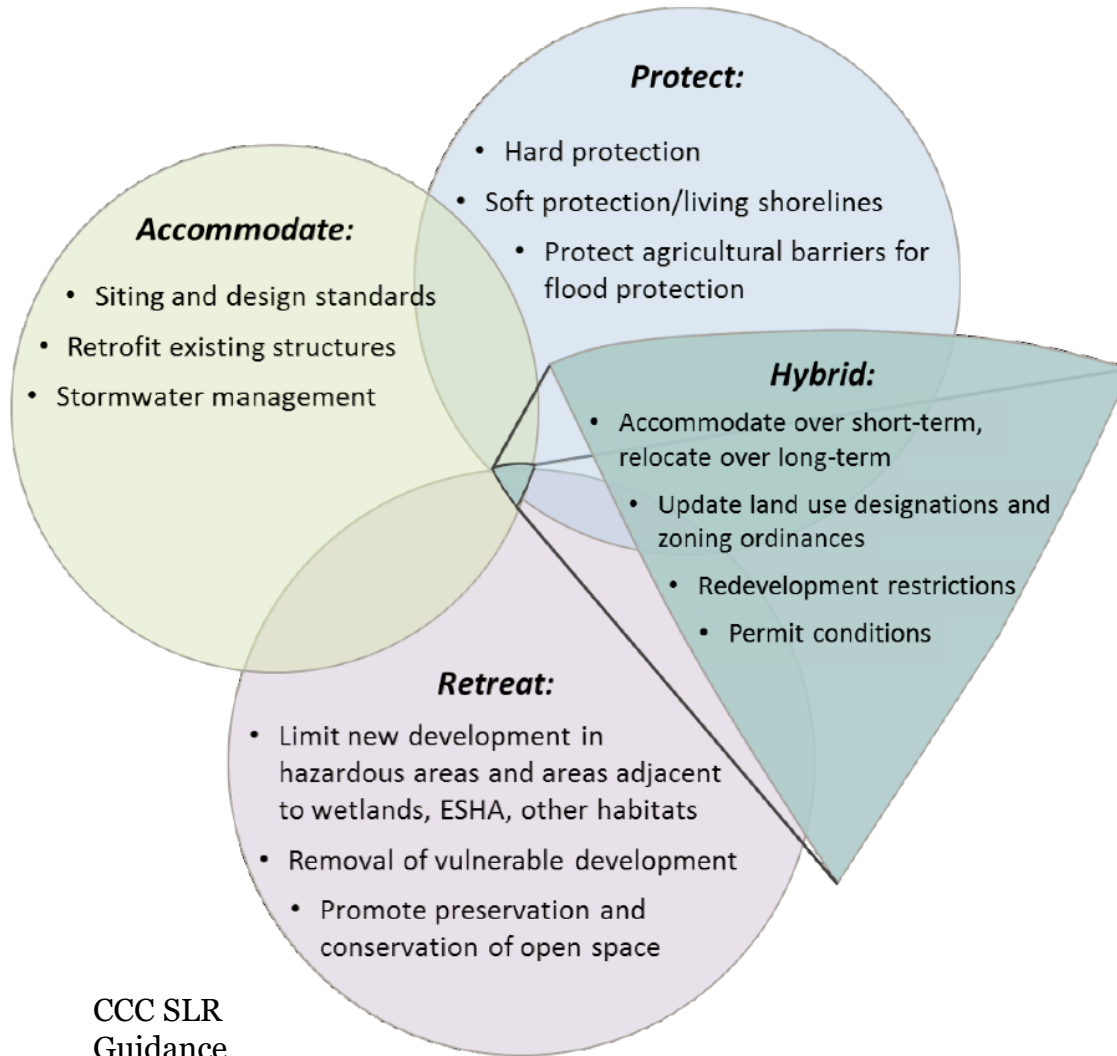 Protect:
• Hard protection
• Soft protection/living shorelines
• Protect agricultural barriers for
flood protection
Accommodate:
• Siting and design standards
• Retrofit existing structures
• Stormwater management
Hybrid:
• Accommodate over short-term,
relocate over long-term
• Update land use designations and
zoning ordinances
• Redevelopment restrictions
• Permit conditions
Retreat:
• Limit new development in
hazardous areas and areas adjacent
to wetlands, ESHA, other habitats
• Removal of vulnerable development
• Promote preservation and
conservation of open space
CCC SLR
Guidance